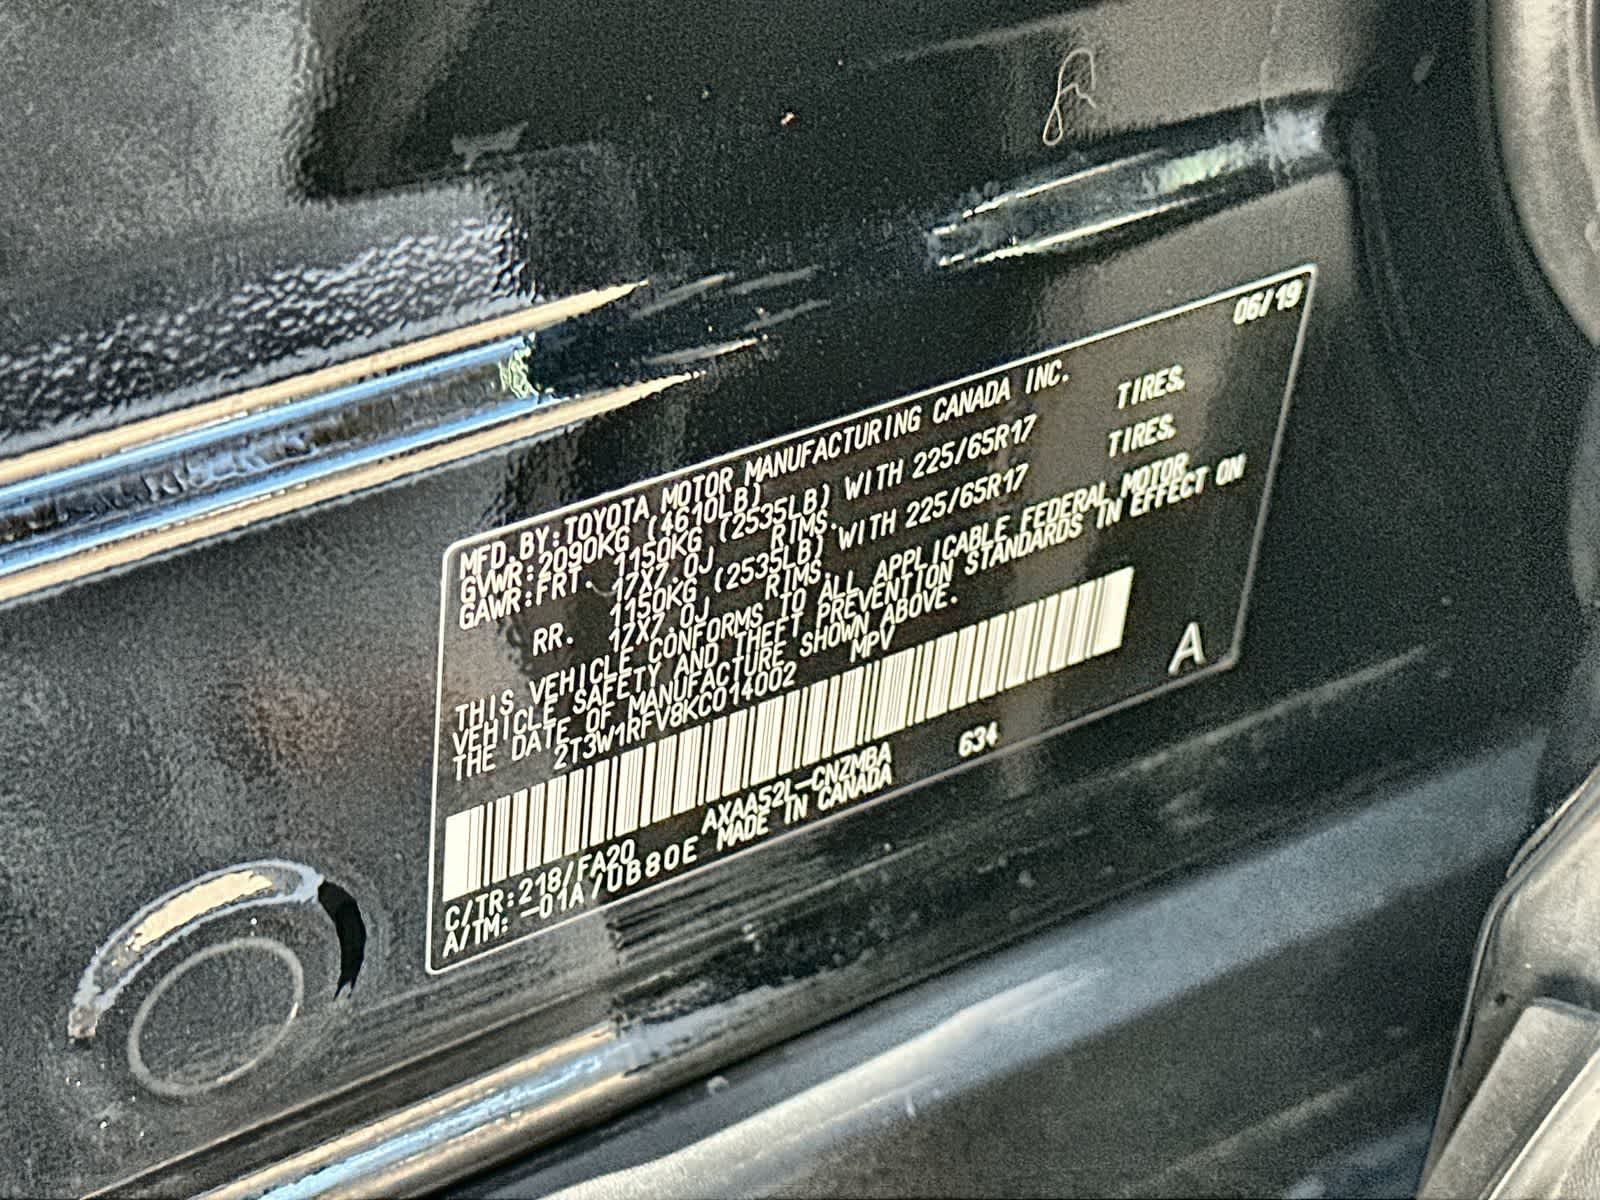 06/19
MFD.BY:TOYOTA MOTOR MANUFACTURING CANADA INC.
GVWR:2090KG (4610LB)
GAWR:FRT. 1150KG (2535LB) WITH 225/65R17 TIRES,
17X7.0J RIMS.
RR. 1150KG (2535LB) WITH 225/65R17 TIRES,
17X7.0J RIMS.
THIS VEHICLE CONFORMS TO ALL APPLICABLE FEDERAL MOTOR
VEHICLE SAFETY AND THEFT PREVENTION STANDARDS IN EFFECT ON
THE DATE OF MANUFACTURE SHOWN ABOVE.
2T3W1RFV8KC014002 MPV
A
C/TR:218/FA20 AXAA52L-CNZMBA 634
A/TM: -01A/UB80E MADE IN CANADA